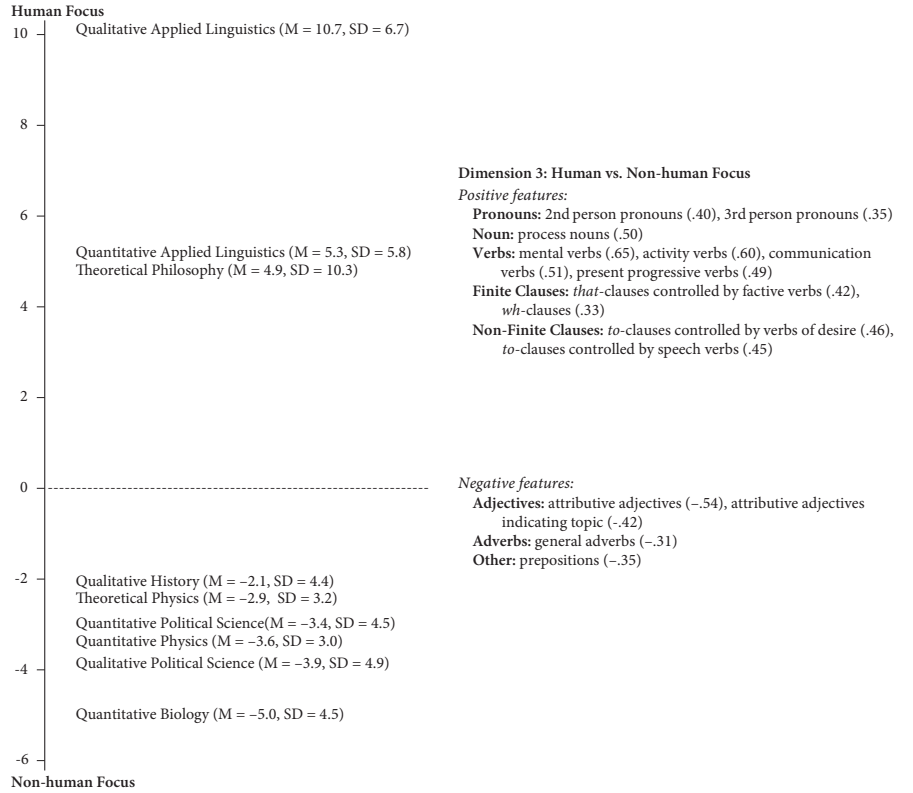 Human Focus
10
Qualitative Applied Linguistics (M = 10.7, SD = 6.7)
8
6
Quantitative Applied Linguistics (M = 5.3, SD = 5.8)
Theoretical Philosophy (M = 4.9, SD = 10.3)
4
2
0
-2
Qualitative History (M = –2.1, SD = 4.4)
Theoretical Physics (M = –2.9, SD = 3.2)
Quantitative Political Science(M = –3.4, SD = 4.5)
Quantitative Physics (M = –3.6, SD = 3.0)
Qualitative Political Science (M = –3.9, SD = 4.9)
-4
Quantitative Biology (M = –5.0, SD = 4.5)
-6
Non-human Focus
Dimension 3: Human vs. Non-human Focus
Positive features:
Pronouns: 2nd person pronouns (.40), 3rd person pronouns (.35)
Noun: process nouns (.50)
Verbs: mental verbs (.65), activity verbs (.60), communication
verbs (.51), present progressive verbs (.49)
Finite Clauses: that-clauses controlled by factive verbs (.42),
wh-clauses (.33)
Non-Finite Clauses: to-clauses controlled by verbs of desire (.46),
to-clauses controlled by speech verbs (.45)
Negative features:
Adjectives: attributive adjectives (–.54), attributive adjectives
indicating topic (-.42)
Adverbs: general adverbs (–.31)
Other: prepositions (–.35)